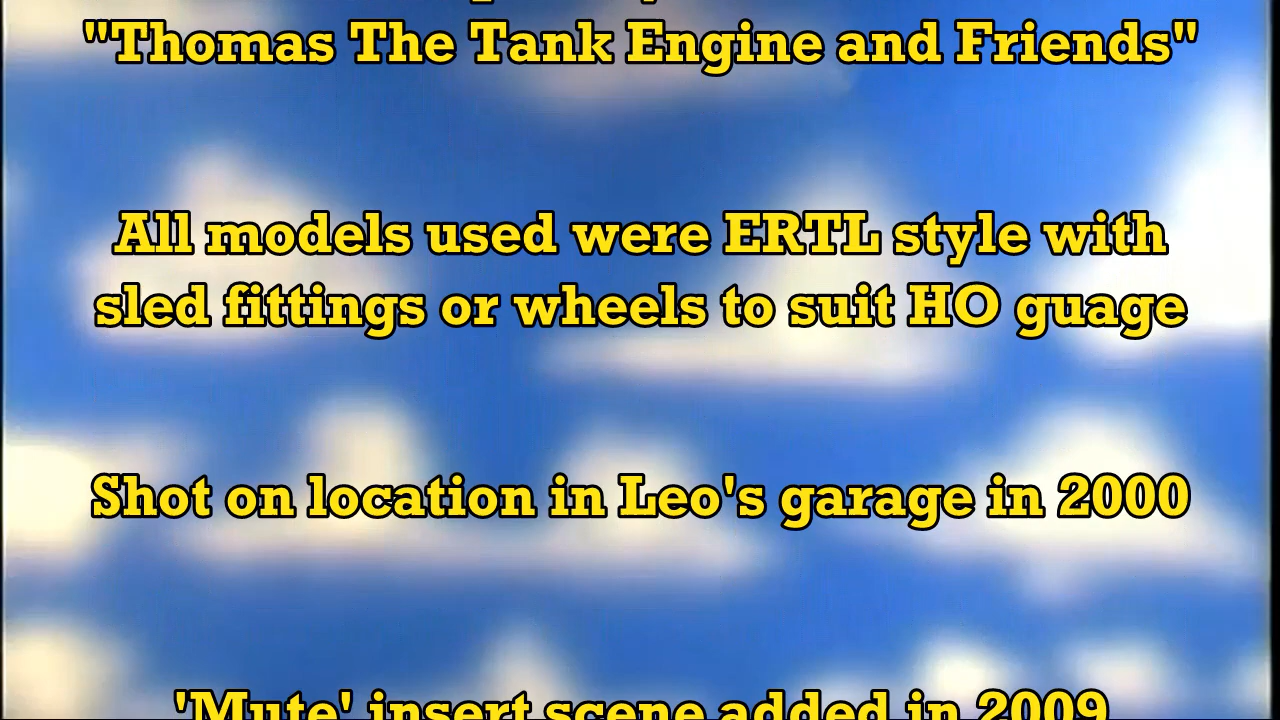 "Thomas The Tank Engine and Friends"
All models used were ERTL style with
sled fittings or wheels to suit HO guage
Shot on location in Leo's garage in 2000
'Mute' insert scene added in 2009